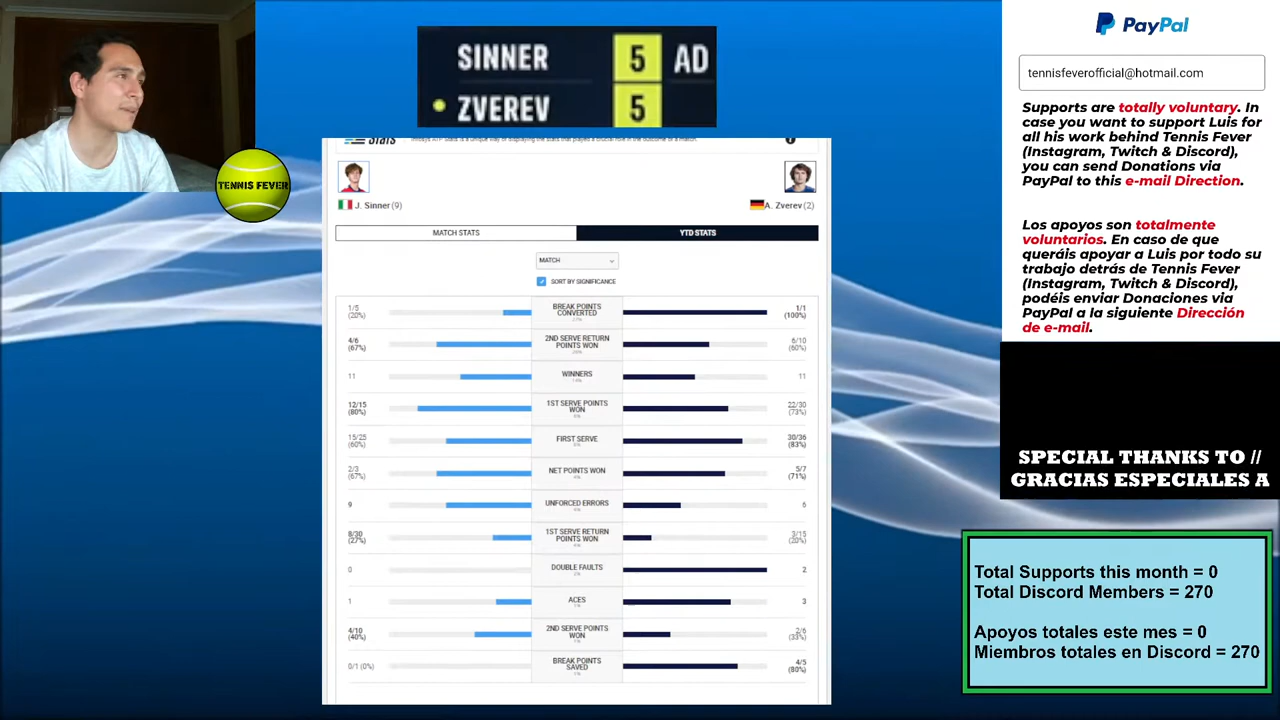 SINNER 5 AD
ZVEREV 5
TENNIS FEVER
Stats
J. Sinner (9)
A. Zverev (2)
MATCH STATS
YTD STATS
MATCH
SORT BY SIGNIFICANCE
1/5
(20%)
BREAK POINTS
CONVERTED
1/1
(100%)
4/6
(67%)
2ND SERVE RETURN
POINTS WON
6/10
(60%)
11
WINNERS
11
12/15
(80%)
1ST SERVE POINTS
WON
22/30
(73%)
15/25
(60%)
FIRST SERVE
30/36
(83%)
2/3
(67%)
NET POINTS WON
5/7
(71%)
9
UNFORCED ERRORS
6
8/30
(27%)
1ST SERVE RETURN
POINTS WON
3/15
(20%)
0
DOUBLE FAULTS
2
1
ACES
3
4/10
(40%)
2ND SERVE POINTS
WON
2/6
(33%)
0/1 (0%)
BREAK POINTS
SAVED
4/5
(80%)
PayPal
tennisfeverofficial@hotmail.com
Supports are totally voluntary. In
case you want to support Luis for
all his work behind Tennis Fever
(Instagram, Twitch & Discord),
you can send Donations via
PayPal to this e-mail Direction.
Los apoyos son totalmente
voluntarios. En caso de que
queráis apoyar a Luis por todo su
trabajo detrás de Tennis Fever
(Instagram, Twitch & Discord),
podéis enviar Donaciones via
PayPal a la siguiente Dirección
de e-mail.
SPECIAL THANKS TO //
GRACIAS ESPECIALES A
Total Supports this month = 0
Total Discord Members = 270
Apoyos totales este mes = 0
Miembros totales en Discord = 270